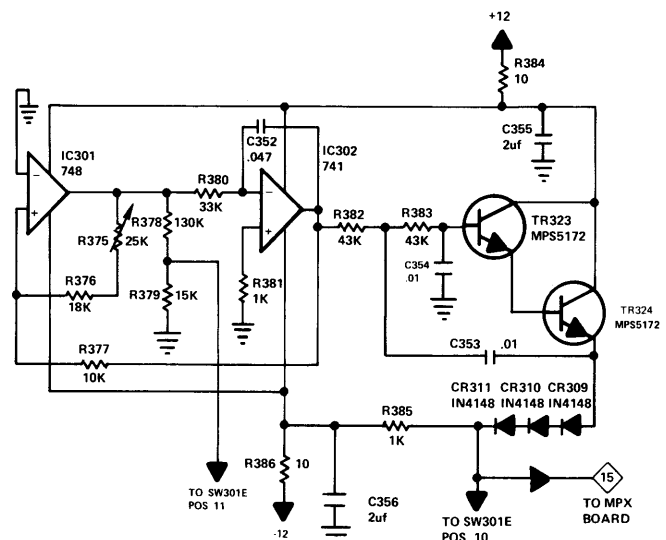 +12
R384
10
C355
2uf
IC301
748
C352
.047
IC302
741
R380
33K
R378
130K
R375
25K
R382
43K
R383
43K
TR323
MPS5172
C354
.01
R381
1K
R376
18K
R379
15K
TR324
MPS5172
R377
10K
C353
.01
CR311
IN4148
CR310
IN4148
CR309
IN4148
R385
1K
R386
10
15
TO MPX
BOARD
TO SW301E
POS 11
C356
2uf
-12
TO SW301E
POS 10